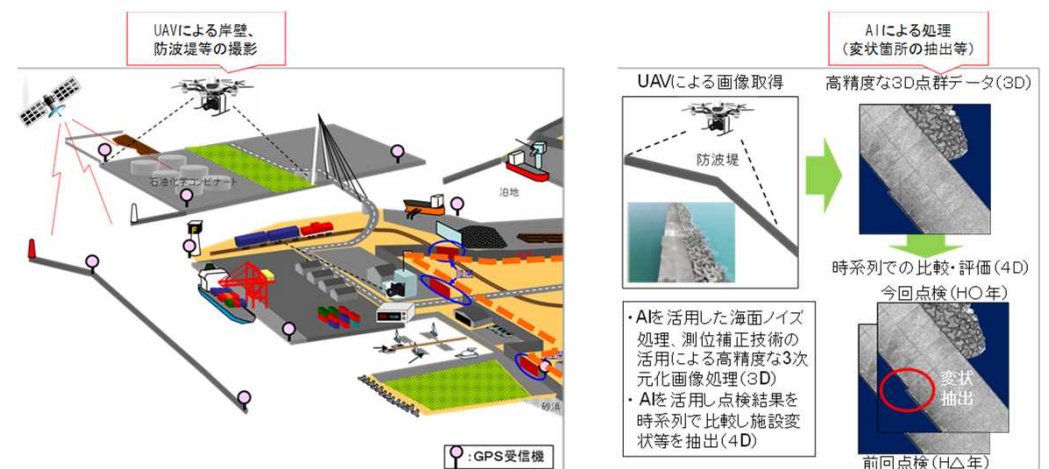 UAVによる岸壁、
防波堤等の撮影
石油化学コンビナート
泊地
F
砂浜
:GPS受信機
AIによる処理
(変状箇所の抽出等)
UAVによる画像取得
防波堤
高精度な3D点群データ(3D)
時系列での比較・評価(4D)
今回点検(H〇年)
変状
抽出
前回点検(H△年)
・AIを活用した海面ノイズ
処理、測位補正技術の
活用による高精度な3次
元化画像処理(3D)
・AIを活用し点検結果を
時系列で比較し施設変
状等を抽出(4D)